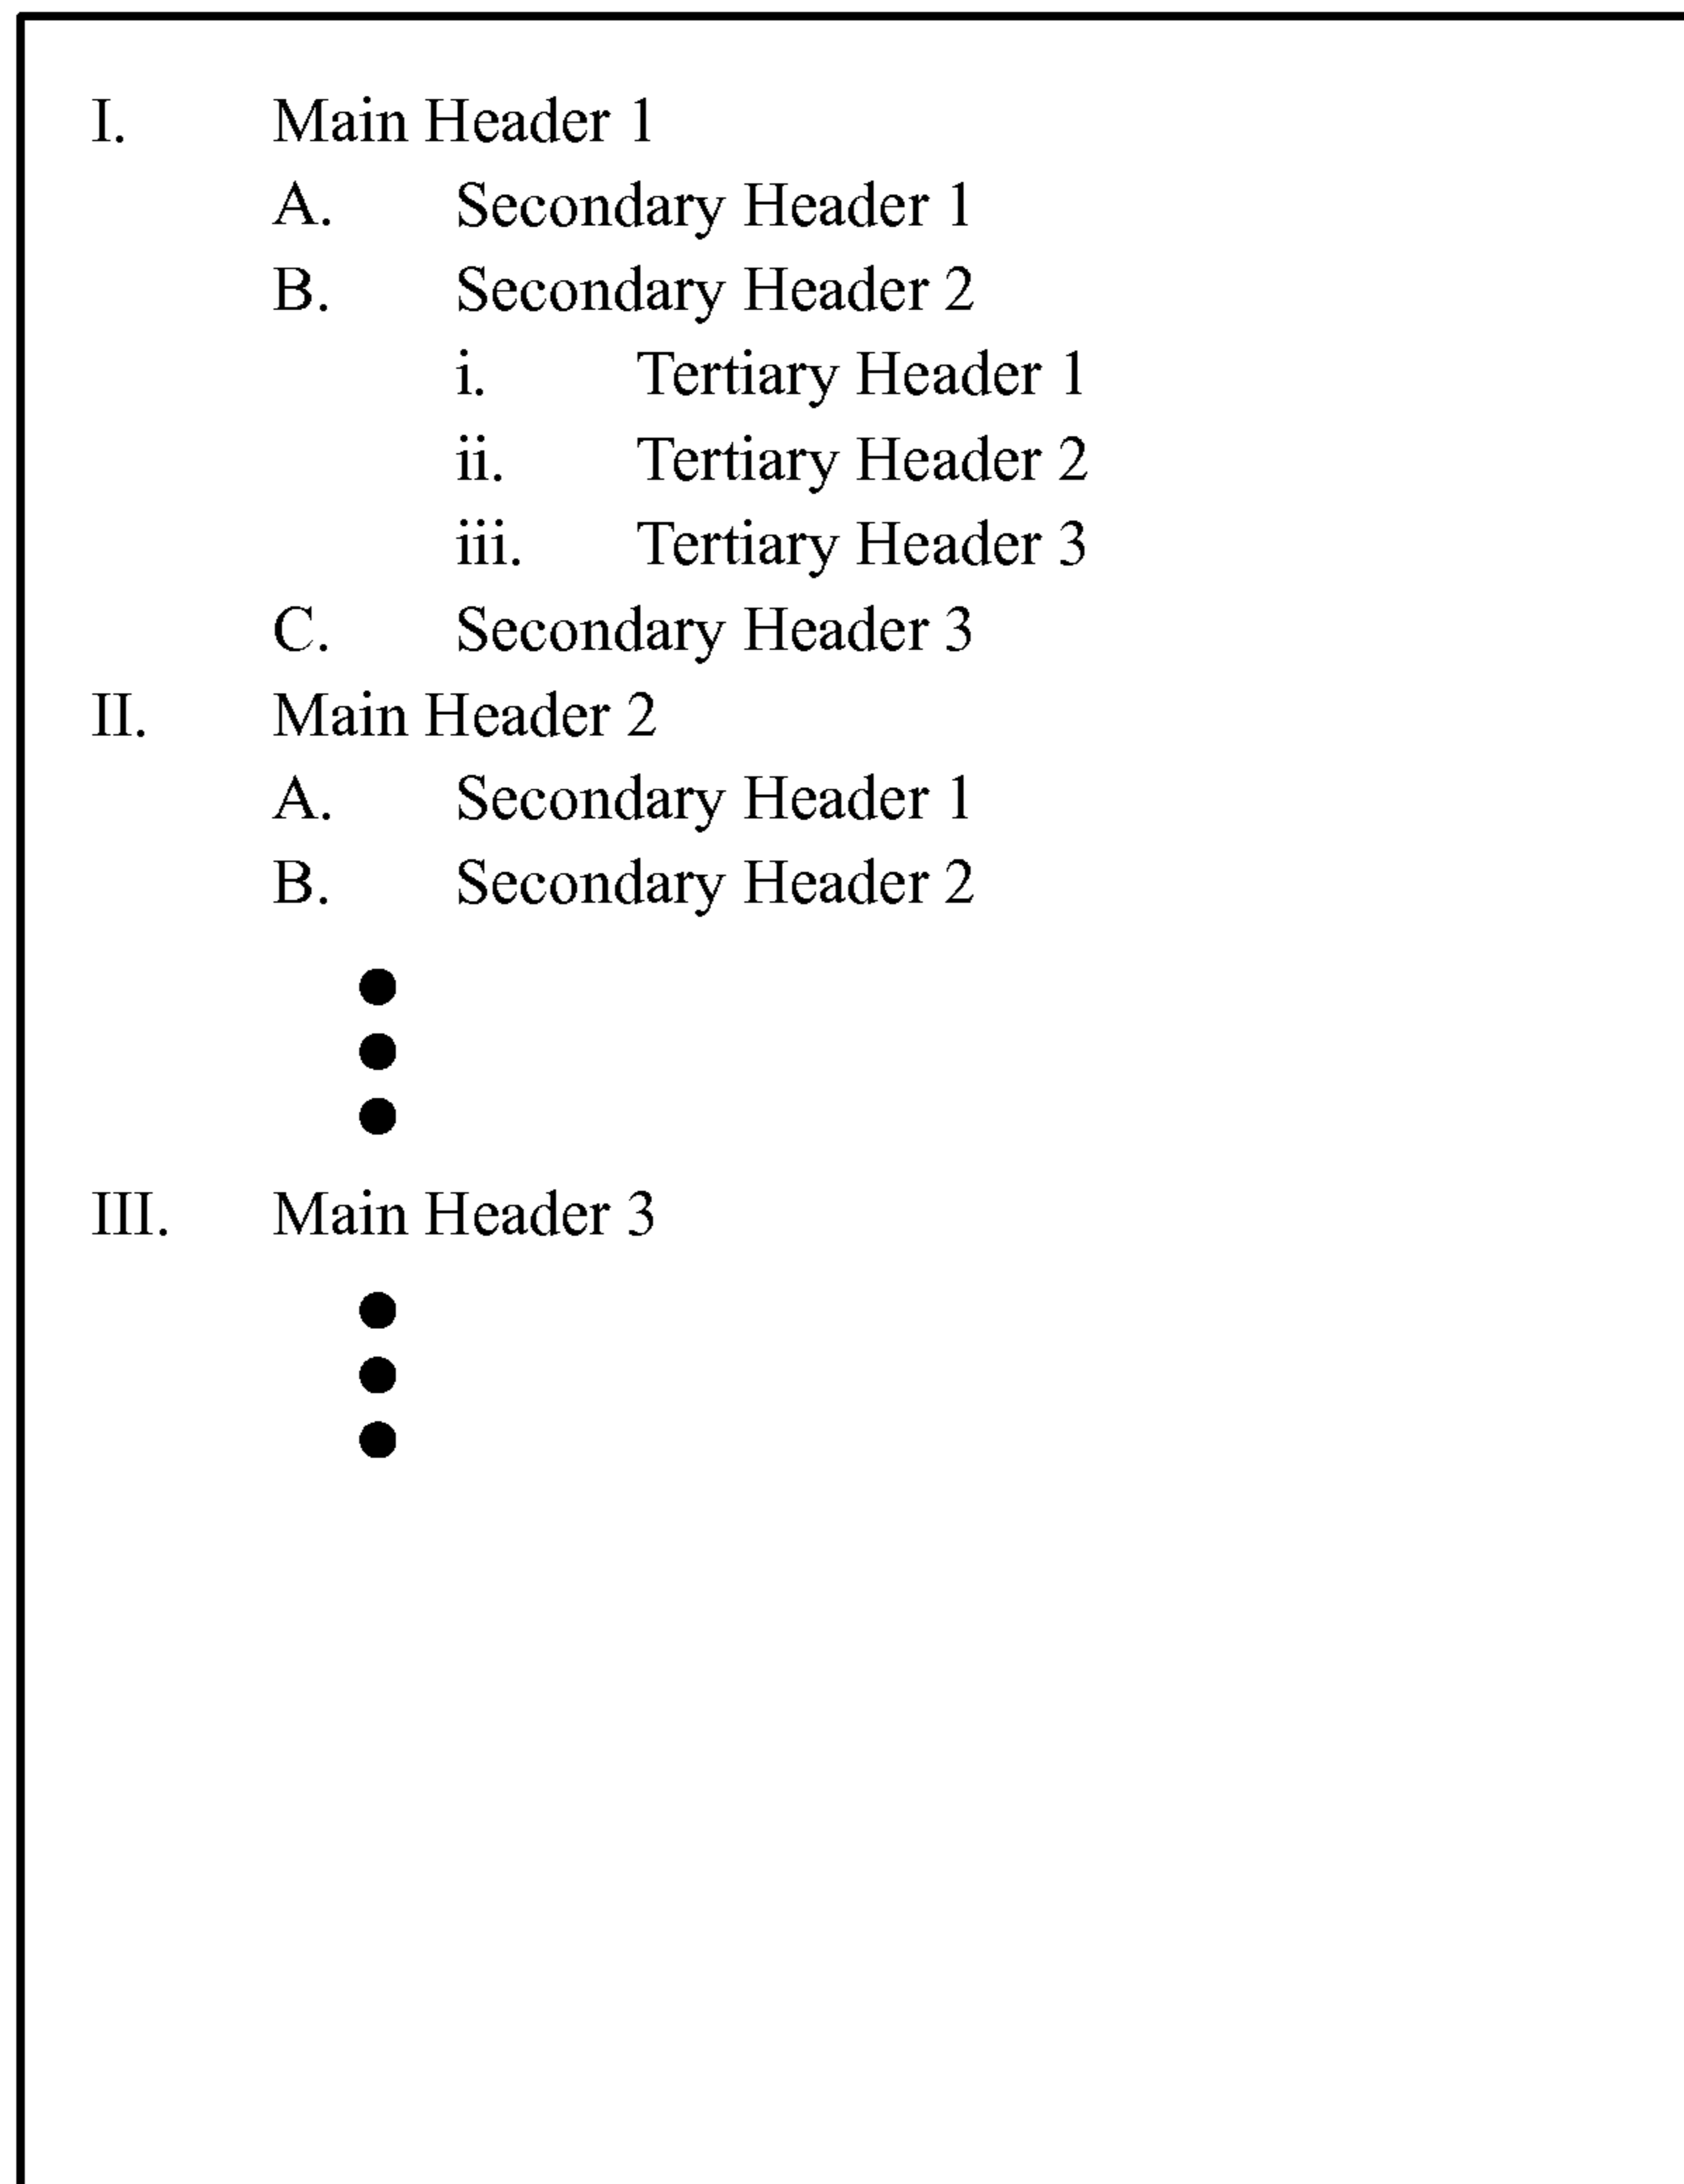 I. Main Header 1
A. Secondary Header 1
B. Secondary Header 2
i. Tertiary Header 1
ii. Tertiary Header 2
iii. Tertiary Header 3
C. Secondary Header 3
II. Main Header 2
A. Secondary Header 1
B. Secondary Header 2
III. Main Header 3